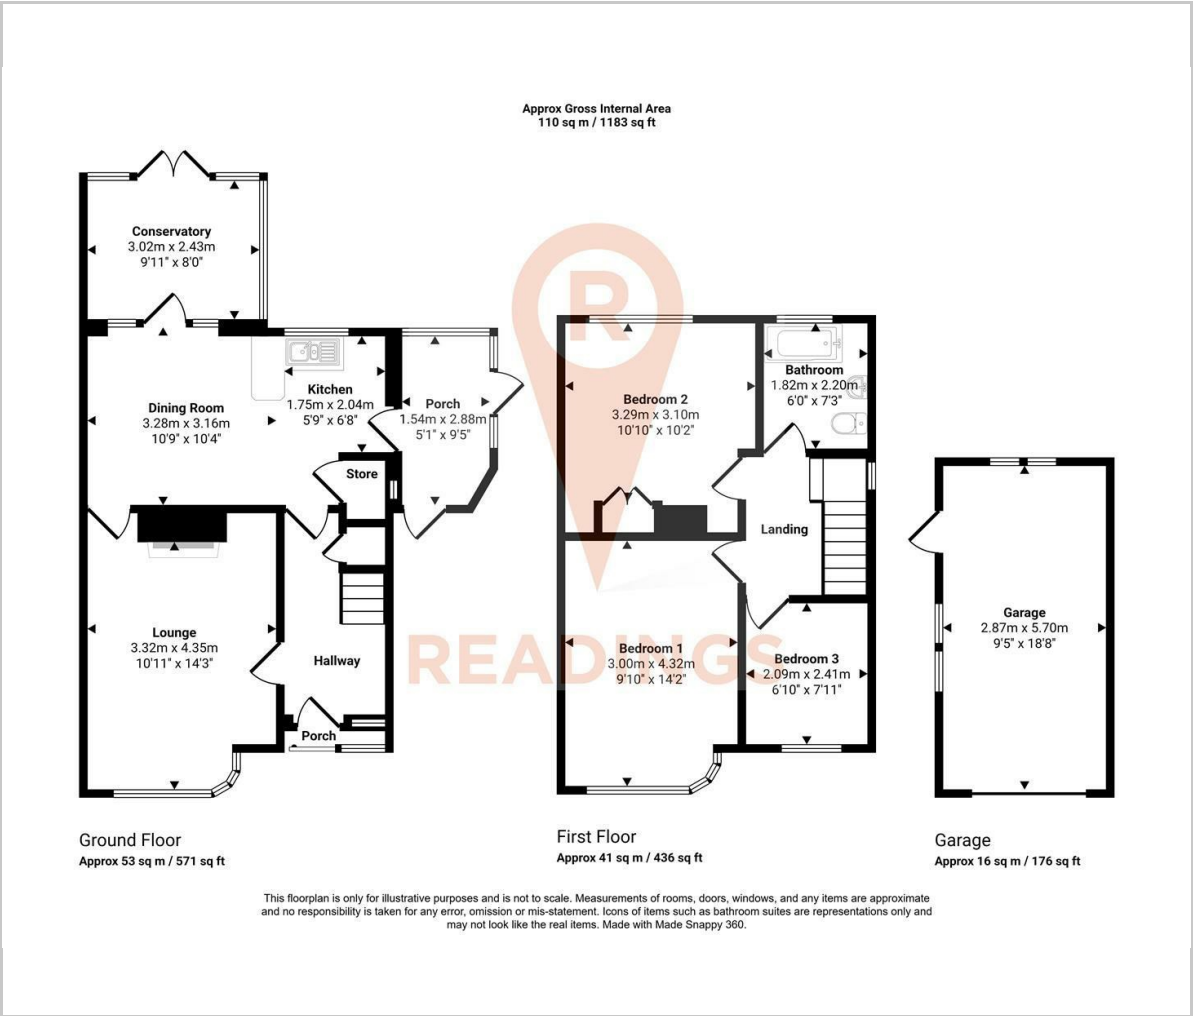 Approx Gross Internal Area
110 sq m / 1183 sq ft
Conservatory
3.02m x 2.43m
9'11" x 8'0"
Dining Room
3.28m x 3.16m
10'9" x 10'4"
Kitchen
1.75m x 2.04m
5'9" x 6'8"
Porch
1.54m x 2.88m
5'1" x 9'5"
Store
Lounge
3.32m x 4.35m
10'11" x 14'3"
Hallway
Porch
Ground Floor
Approx 53 sq m / 571 sq ft
R
READINGS
Bedroom 2
3.29m x 3.10m
10'10" x 10'2"
Bathroom
1.82m x 2.20m
6'0" x 7'3"
Landing
Bedroom 1
3.00m x 4.32m
9'10" x 14'2"
Bedroom 3
2.09m x 2.41m
6'10" x 7'11"
First Floor
Approx 41 sq m / 436 sq ft
Garage
2.87m x 5.70m
9'5" x 18'8"
Garage
Approx 16 sq m / 176 sq ft
This floorplan is only for illustrative purposes and is not to scale. Measurements of rooms, doors, windows, and any items are approximate
and no responsibility is taken for any error, omission or mis-statement. Icons of items such as bathroom suites are representations only and
may not look like the real items. Made with Made Snappy 360.